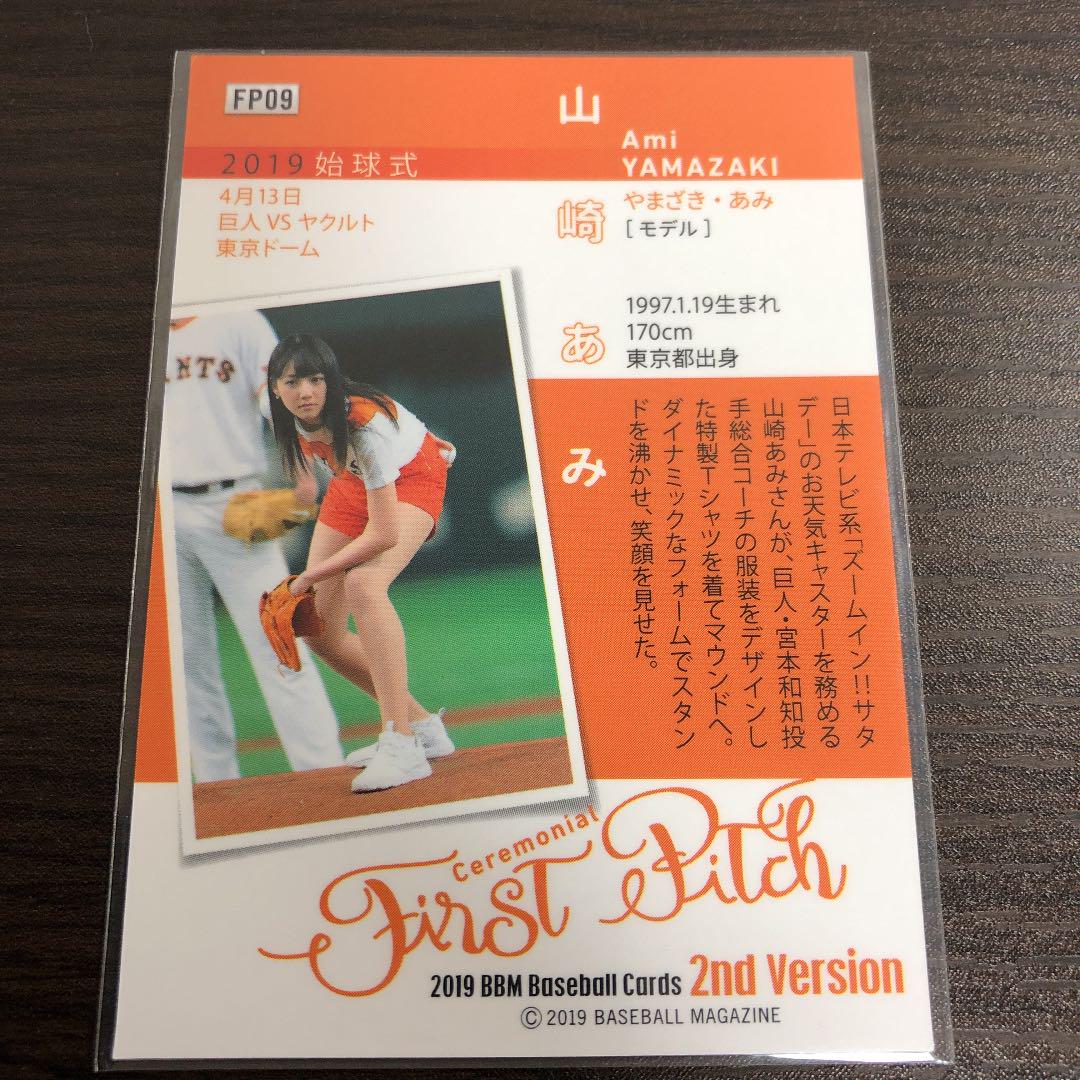 FP09
2019 始球式
4月13日
巨人 VS ヤクルト
東京ドーム
山崎あみ
Ami
YAMAZAKI
やまざき・あみ
[ モデル ]
1997.1.19生まれ
170cm
東京都出身
日本テレビ系「ズームイン!!サタ
デー」のお天気キャスターを務める
山崎あみさんが、巨人・宮本和知投
手総合コーチの服装をデザインし
た特製Tシャツを着てマウンドへ。
ダイナミックなフォームでスタン
ドを沸かせ、笑顔を見せた。
ANTS
Ceremonial
First Pitch
2019 BBM Baseball Cards 2nd Version
© 2019 BASEBALL MAGAZINE